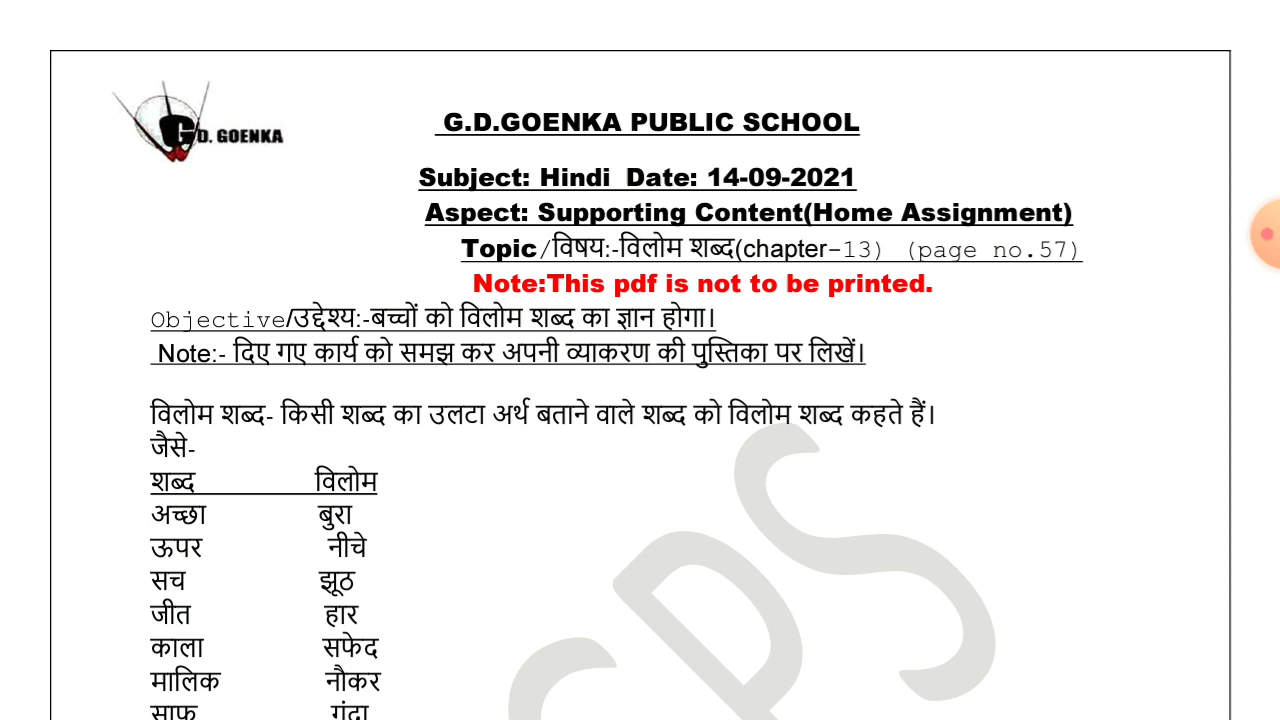 G.D. GOENKA
G.D.GOENKA PUBLIC SCHOOL
Subject: Hindi Date: 14-09-2021
Aspect: Supporting Content(Home Assignment)
Topic/विषय:-विलोम शब्द(chapter-13) (page no.57)
Note:This pdf is not to be printed.
Objective/उद्देश्य:-बच्चों को विलोम शब्द का ज्ञान होगा।
Note:- दिए गए कार्य को समझ कर अपनी व्याकरण की पुस्तिका पर लिखें।
विलोम शब्द- किसी शब्द का उलटा अर्थ बताने वाले शब्द को विलोम शब्द कहते हैं।
जैसे-
शब्द विलोम
अच्छा बुरा
ऊपर नीचे
सच झूठ
जीत हार
काला सफेद
मालिक नौकर
साफ गंदा